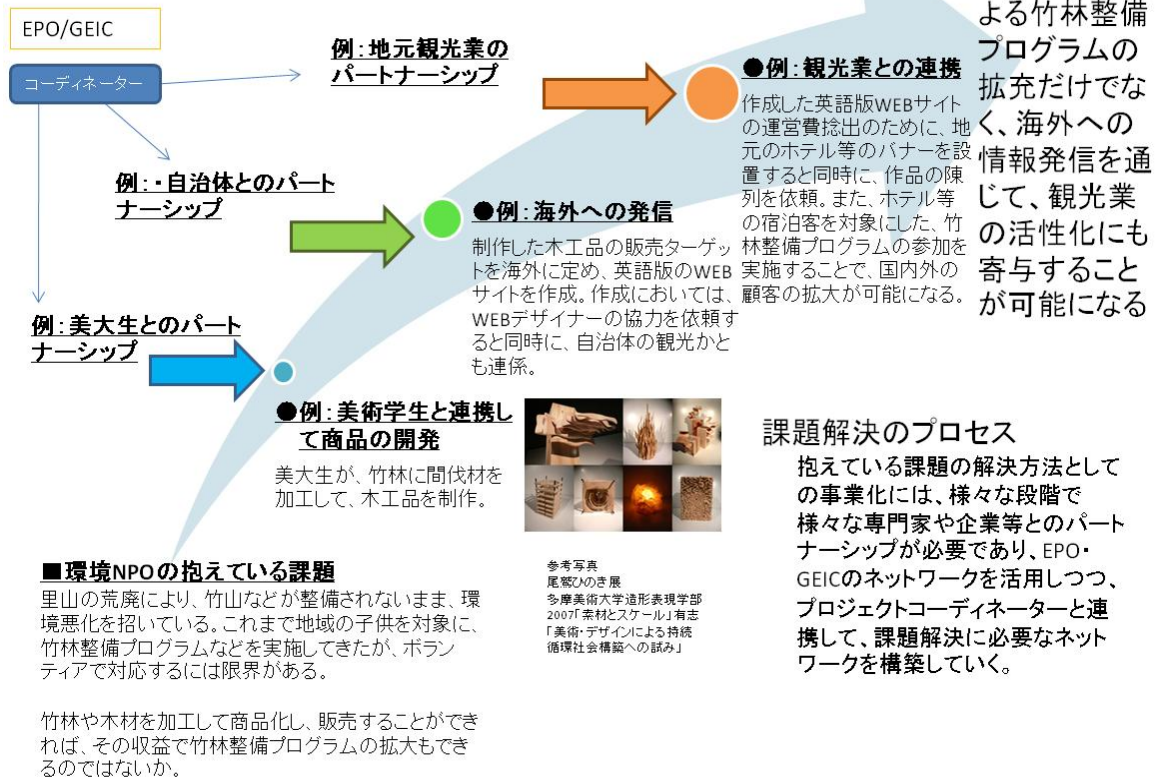 EPO/GEIC
コーディネーター
例：地元観光業の
パートナーシップ
例：・自治体とのパート
ナーシップ
例：美大生とのパート
ナーシップ
●例：観光業との連携
作成した英語版WEBサイト
の運営費捻出のために、地
元のホテル等のバナーを設
置すると同時に、作品の陳
列を依頼。また、ホテル等
の宿泊客を対象にした、竹
林整備プログラムの参加を
実施することで、国内外の
顧客の拡大が可能になる。
よる竹林整備
プログラムの
拡充だけでな
く、海外への
情報発信を通
じて、観光業
の活性化にも
寄与すること
が可能になる
●例：海外への発信
制作した木工品の販売ターゲッ
トを海外に定め、英語版のWEB
サイトを作成。作成においては、
WEBデザイナーの協力を依頼す
ると同時に、自治体の観光かと
も連係。
●例：美術学生と連携し
て商品の開発
美大生が、竹林に間伐材を
加工して、木工品を制作。
参考写真
尾鷲ひのき展
多摩美術大学造形表現学部
2007「素材とスケール」有志
「美術・デザインによる持続
循環社会構築への試み」
課題解決のプロセス
抱えている課題の解決方法として
の事業化には、様々な段階で
様々な専門家や企業等とのパート
ナーシップが必要であり、EPO・
GEICのネットワークを活用しつつ、
プロジェクトコーディネーターと連
携して、課題解決に必要なネット
ワークを構築していく。
■環境NPOの抱えている課題
里山の荒廃により、竹山などが整備されないまま、環
境悪化を招いている。これまで地域の子供を対象に、
竹林整備プログラムなどを実施してきたが、ボラン
ティアで対応するには限界がある。
竹林や木材を加工して商品化し、販売することができ
れば、その収益で竹林整備プログラムの拡大もでき
るのではないか。